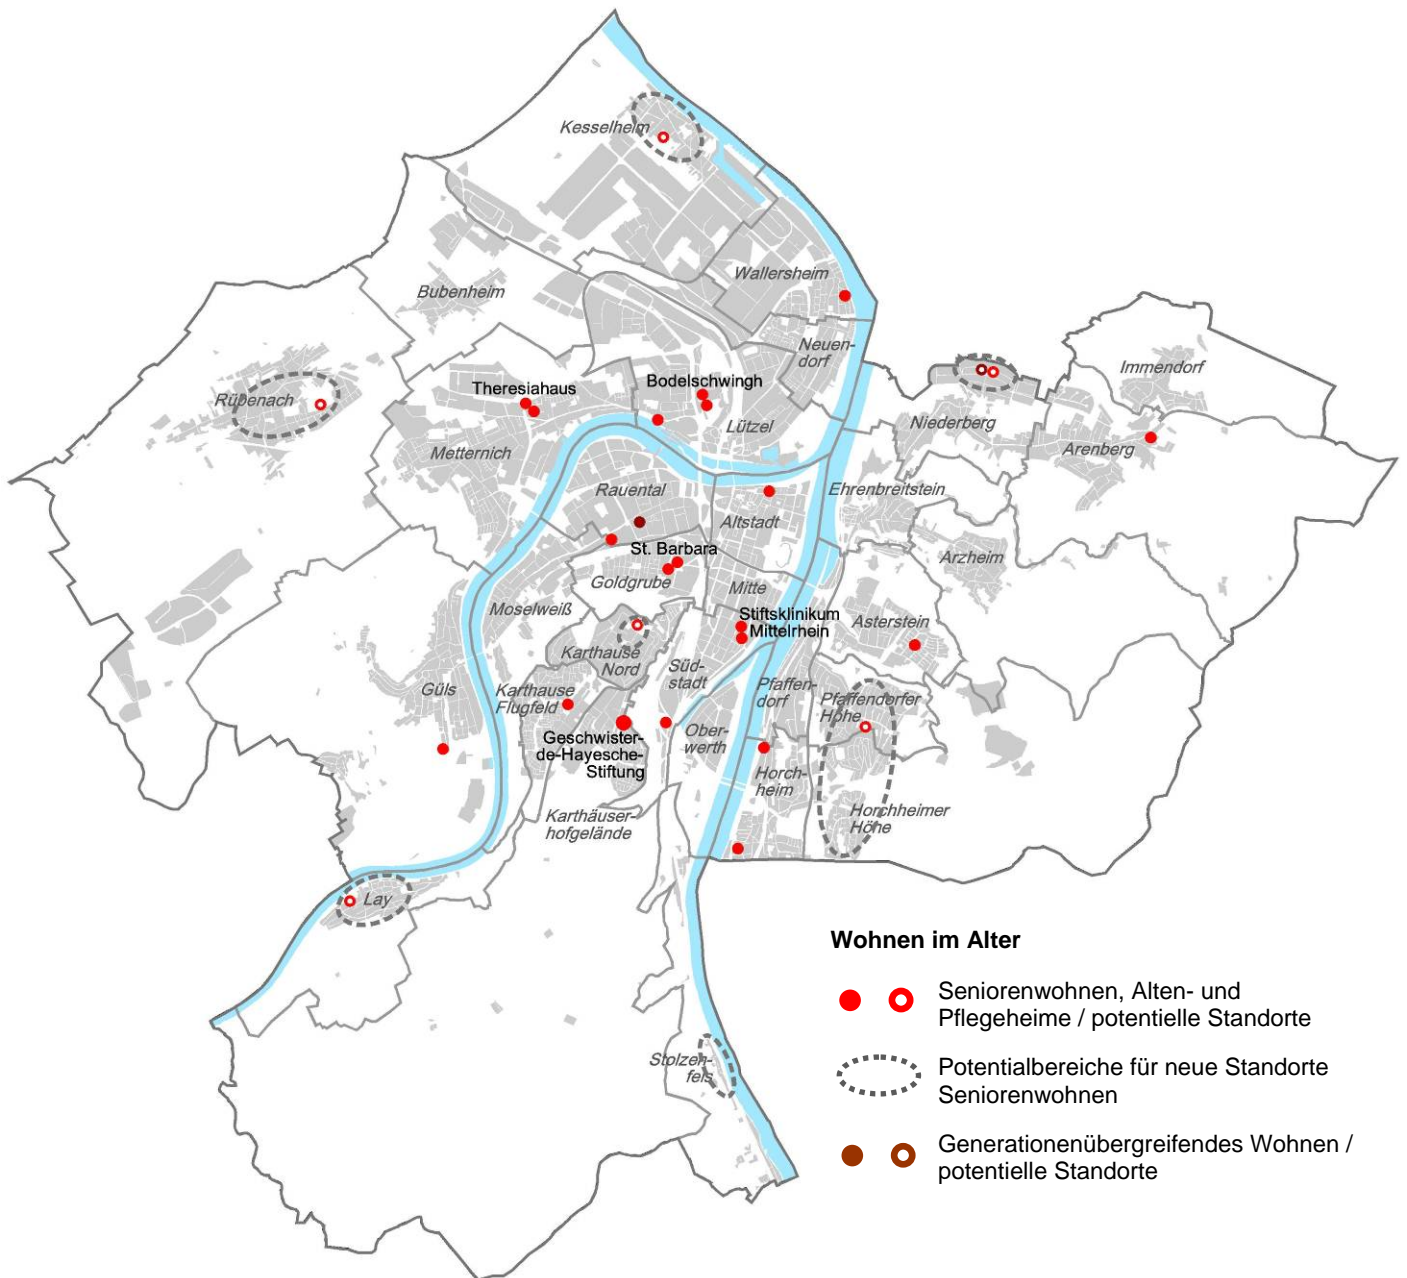 Kesselheim
Wallersheim
Bubenheim
Neuen-
dorf
Immendorf
Theresiahaus
Bodelschwingh
Rübenach
Lützel
Niederberg
Arenberg
Metternich
Rauental
Ehrenbreitstein
Altstadt
St. Barbara
Arzheim
Goldgrube
Mitte
Moselweiß
Stiftsklinikum
Mittelrhein
Asterstein
Karthause
Nord
Süd-
stadt
Güls
Karthause
Flugfeld
Pfaffen-
dorf
Pfaffendorfer
Höhe
Geschwister-
de-Hayesche-
Stiftung
Ober-
werth
Horch-
heim
Karthäuser-
hofgelände
Horchheimer
Höhe
Lay
Stolzen-
fels
Wohnen im Alter
Seniorenwohnen, Alten- und
Pflegeheime / potentielle Standorte
Potentialbereiche für neue Standorte
Seniorenwohnen
Generationenübergreifendes Wohnen /
potentielle Standorte